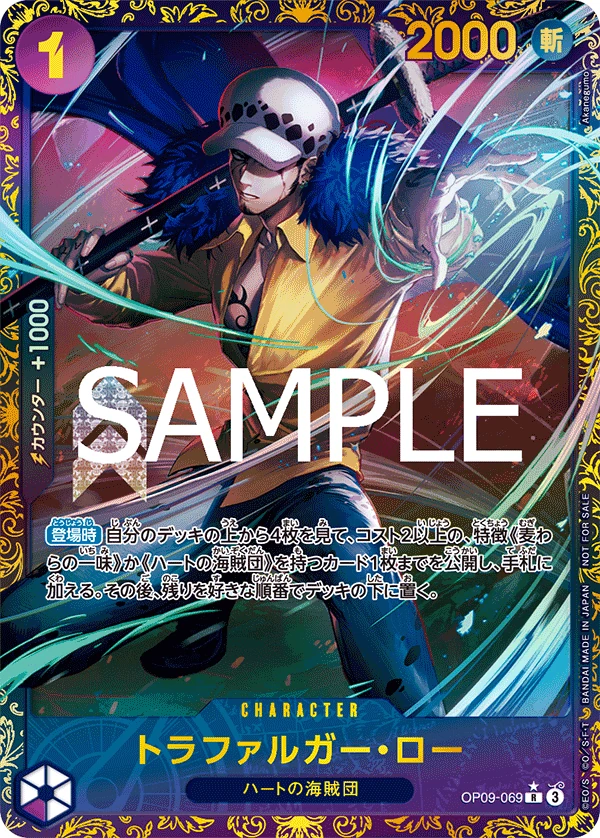 1
2000
斬
Akanegumo
カウンター +1000
SAMPLE
登場時 自分のデッキの上から4枚を見て、コスト2以上の、特徴《麦わ
らの一味》か《ハートの海賊団》を持つカード1枚までを公開し、手札に
加える。その後、残りを好きな順番でデッキの下に置く。
CHARACTER
トラファルガー・ロー
ハートの海賊団
OP09-069 R 3
©E.O/S ©O./S・F・T BANDAI MADE IN JAPAN NOT FOR SALE